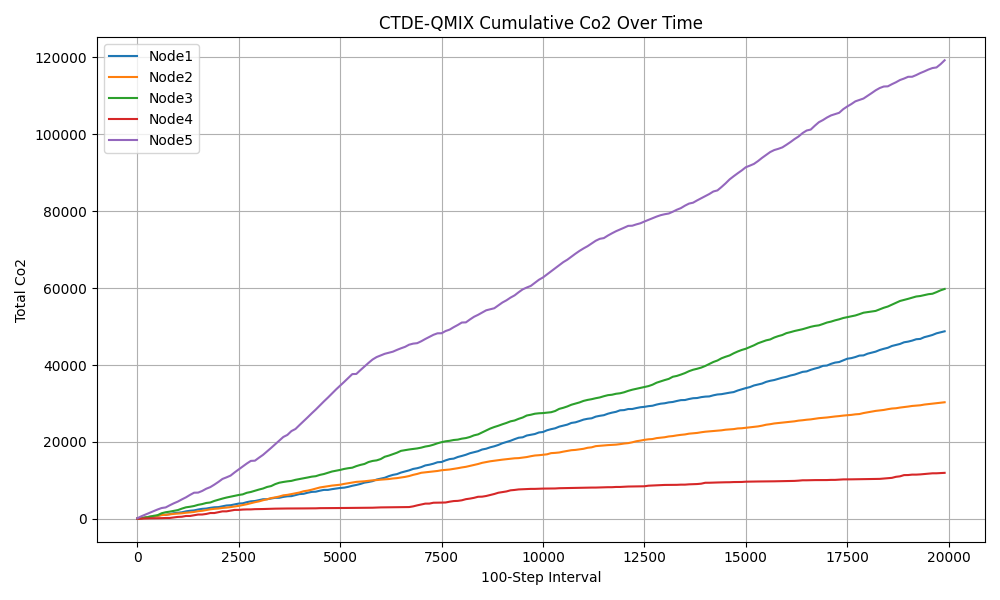 CTDE-QMIX Cumulative Co2 Over Time
Node1
Node2
Node3
Node4
Node5
Total Co2
120000
100000
80000
60000
40000
20000
0
0 2500 5000 7500 10000 12500 15000 17500 20000
100-Step Interval